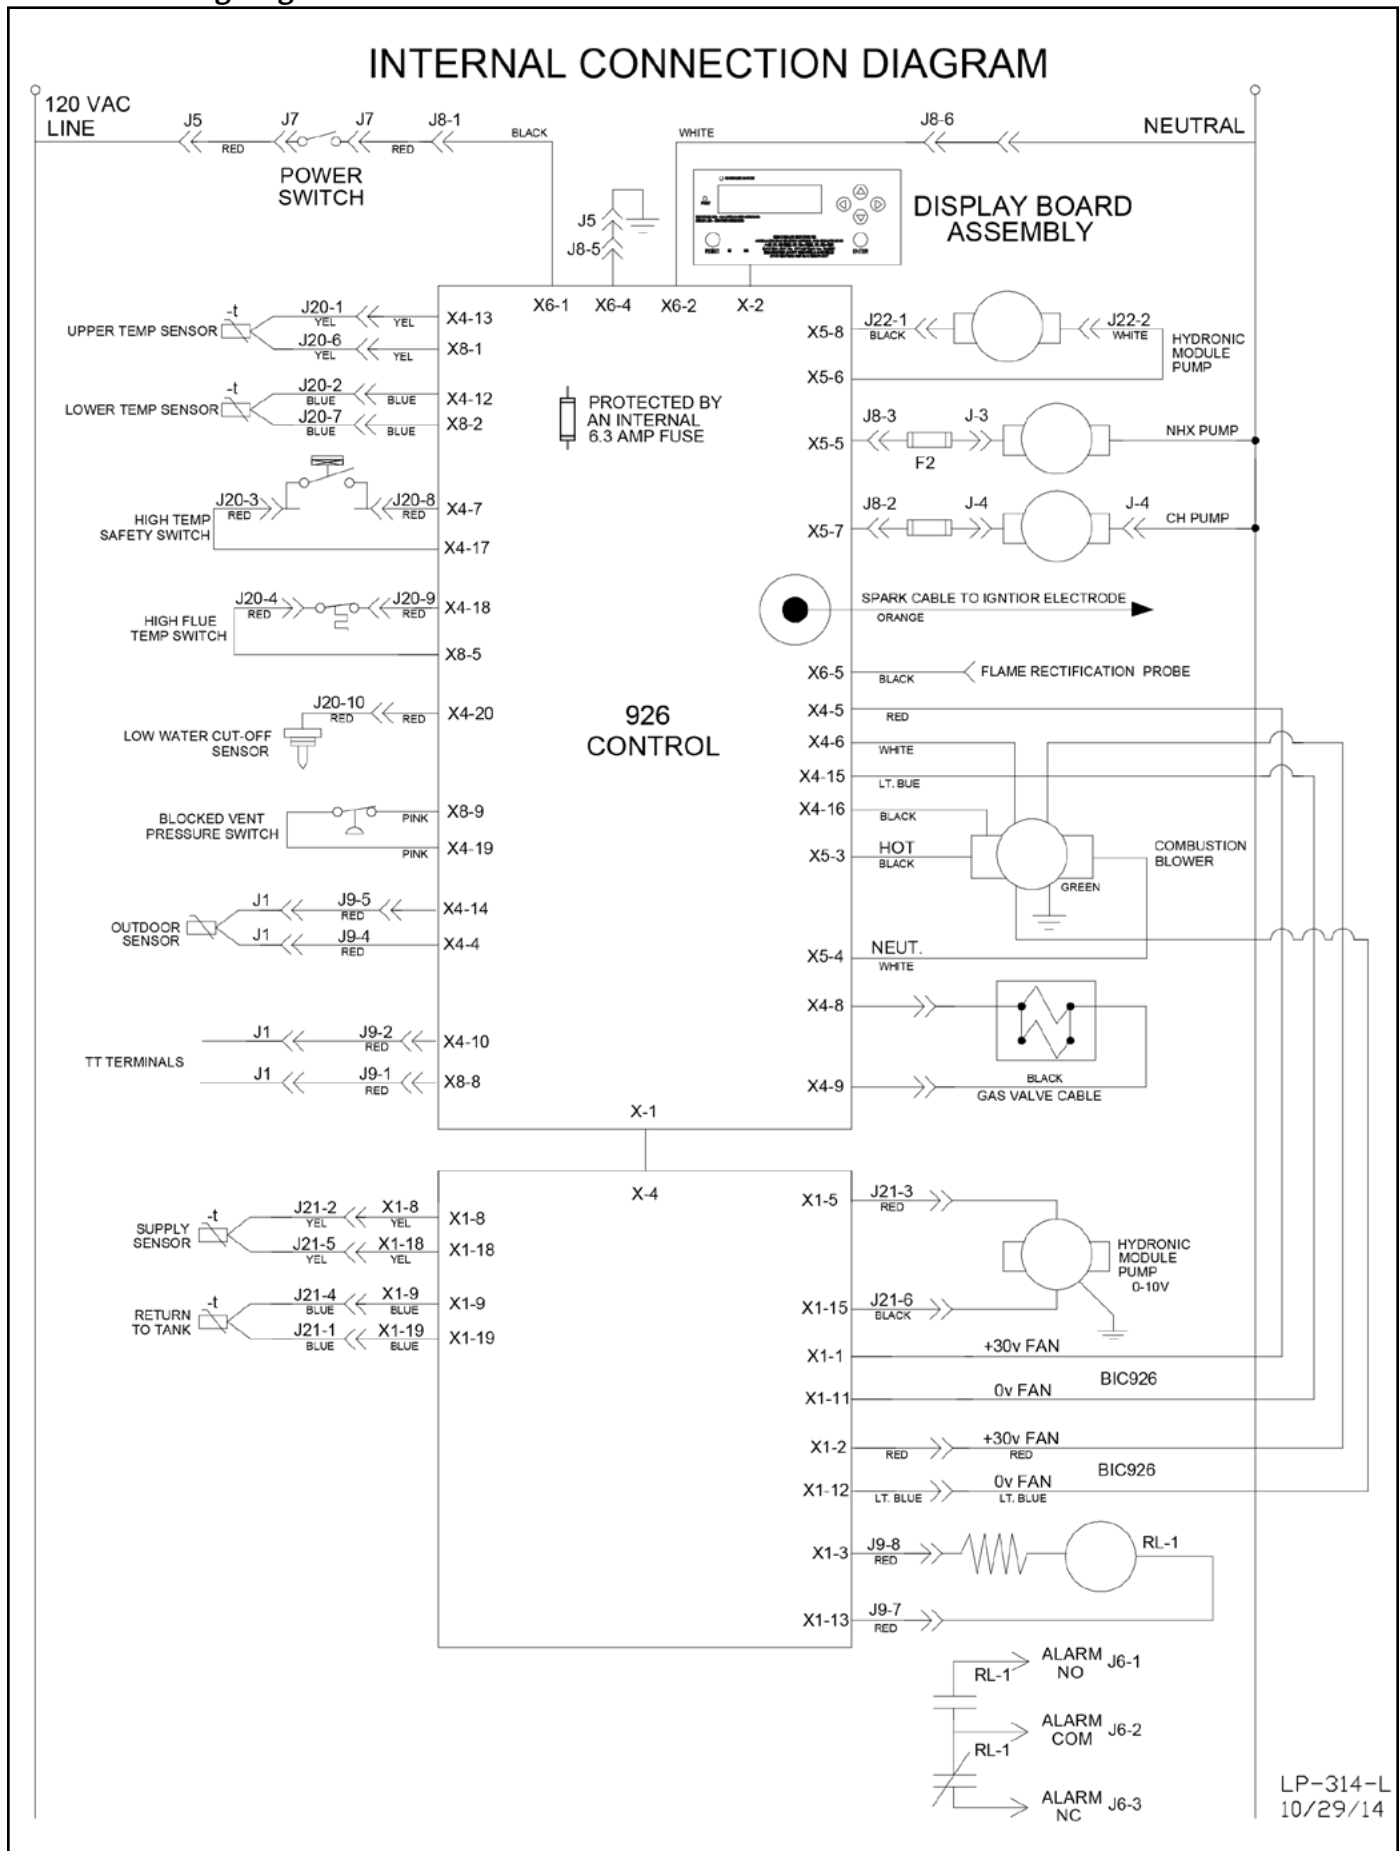 INTERNAL CONNECTION DIAGRAM
120 VAC
LINE
J5
RED
J7
J7
RED
J8-1
BLACK
WHITE
J8-6
NEUTRAL
POWER
SWITCH
J5
J8-5
RESET
ENTER
DISPLAY BOARD
ASSEMBLY
X6-1
X6-4
X6-2
X-2
UPPER TEMP SENSOR
-t
J20-1
YEL
YEL
X4-13
J20-6
YEL
YEL
X8-1
LOWER TEMP SENSOR
-t
J20-2
BLUE
BLUE
X4-12
J20-7
BLUE
BLUE
X8-2
HIGH TEMP
SAFETY SWITCH
J20-3
RED
J20-8
RED
X4-7
X4-17
HIGH FLUE
TEMP SWITCH
J20-4
RED
J20-9
RED
X4-18
X8-5
LOW WATER CUT-OFF
SENSOR
J20-10
RED
RED
X4-20
BLOCKED VENT
PRESSURE SWITCH
PINK
X8-9
PINK
X4-19
OUTDOOR
SENSOR
J1
J9-5
RED
X4-14
J1
J9-4
RED
X4-4
TT TERMINALS
J1
J9-2
RED
X4-10
J1
J9-1
RED
X8-8
PROTECTED BY
AN INTERNAL
6.3 AMP FUSE
926
CONTROL
X-1
X5-8
J22-1
BLACK
J22-2
WHITE
X5-6
HYDRONIC
MODULE
PUMP
X5-5
J8-3
F2
J-3
NHX PUMP
X5-7
J8-2
J-4
J-4
CH PUMP
SPARK CABLE TO IGNTIOR ELECTRODE
ORANGE
X6-5
BLACK
FLAME RECTIFICATION PROBE
X4-5
RED
X4-6
WHITE
X4-15
LT. BUE
X4-16
BLACK
X5-3
HOT
BLACK
GREEN
COMBUSTION
BLOWER
X5-4
NEUT.
WHITE
X4-8
X4-9
BLACK
GAS VALVE CABLE
X-4
SUPPLY
SENSOR
-t
J21-2
YEL
X1-8
YEL
X1-8
J21-5
YEL
X1-18
YEL
X1-18
RETURN
TO TANK
-t
J21-4
BLUE
X1-9
BLUE
X1-9
J21-1
BLUE
X1-19
BLUE
X1-19
X1-5
J21-3
RED
HYDRONIC
MODULE
PUMP
0-10V
X1-15
J21-6
BLACK
X1-1
+30v FAN
BIC926
X1-11
0v FAN
X1-2
RED
+30v FAN
RED
BIC926
X1-12
LT. BLUE
0v FAN
LT. BLUE
X1-3
J9-8
RED
RL-1
X1-13
J9-7
RED
RL-1
ALARM
NO
J6-1
ALARM
COM
J6-2
RL-1
ALARM
NC
J6-3
LP-314-L
10/29/14